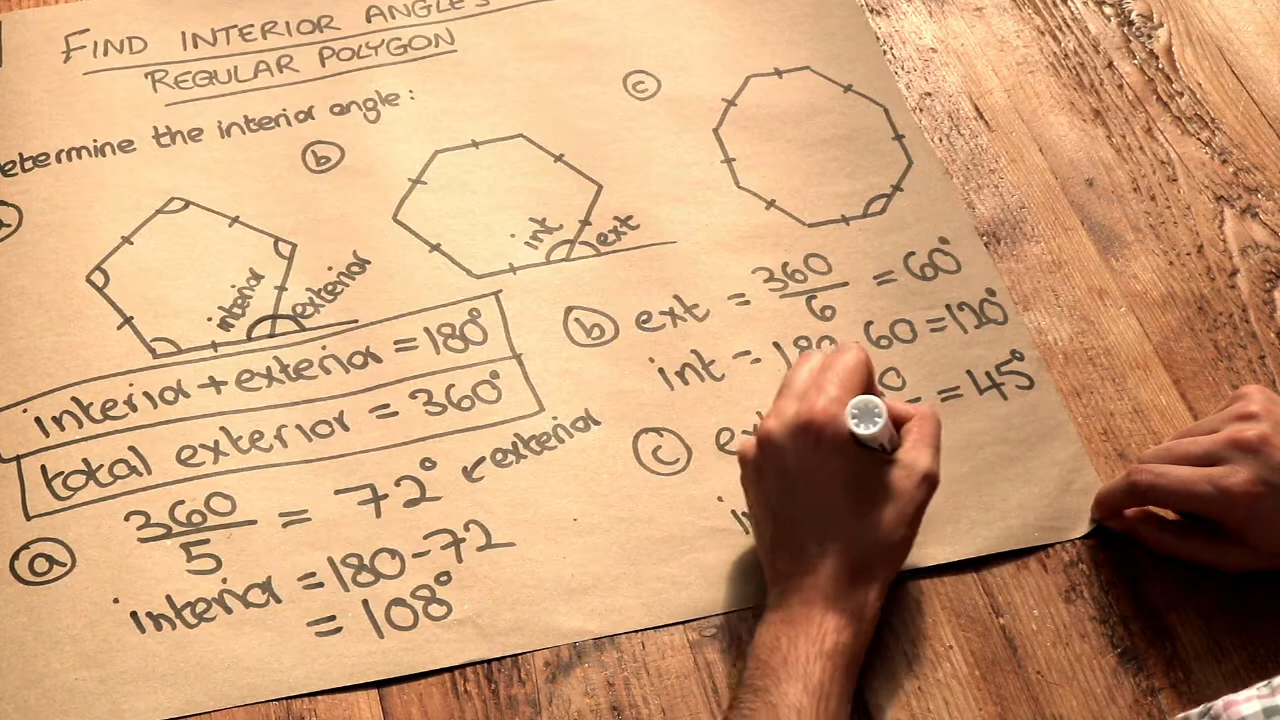 FIND INTERIOR ANGLES
REGULAR POLYGON
etermine the interior angle:
a
b
c
interior
exterior
int
ext
interior + exterior = 180°
total exterior = 360°
a 360/5 = 72° ← exterior
interior = 180 - 72
= 108°
b ext = 360/6 = 60°
int = 180 60 = 120°
c = 45°